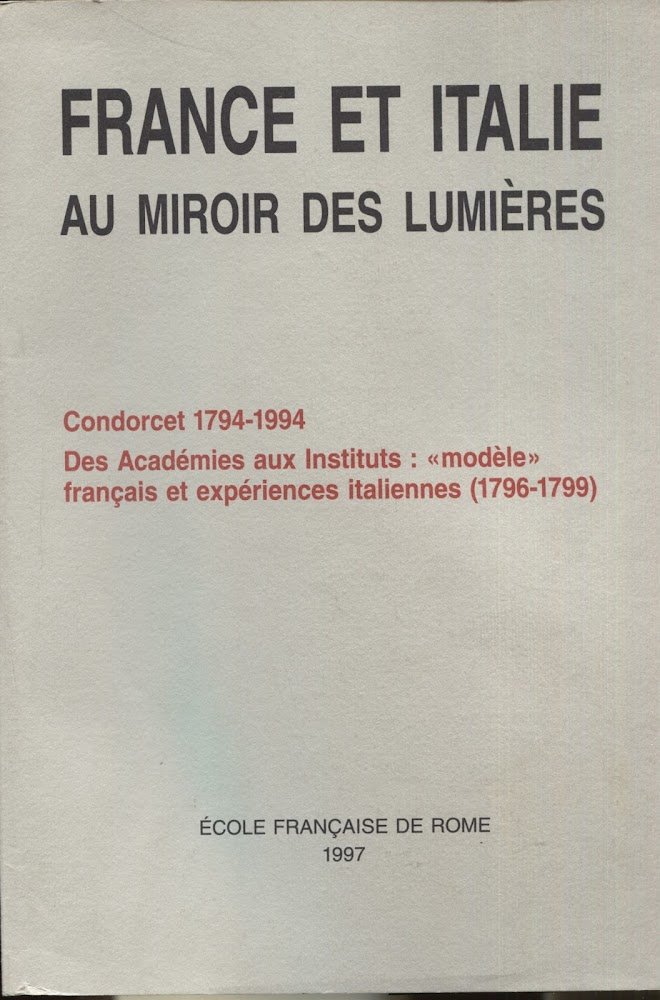 FRANCE ET ITALIE
AU MIROIR DES LUMIÈRES
Condorcet 1794-1994
Des Académies aux Instituts : «modèle»
français et expériences italiennes (1796-1799)
ÉCOLE FRANÇAISE DE ROME
1997